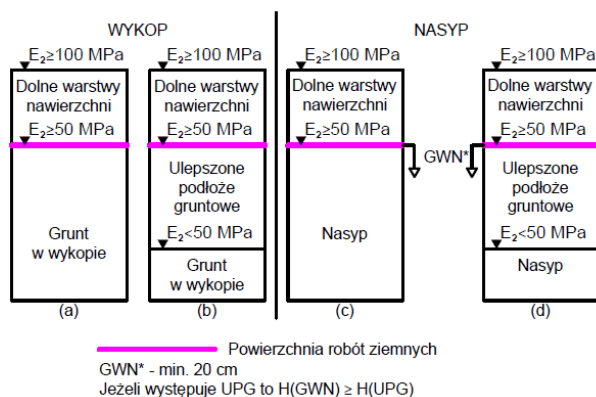 WYKOP
NASYP
E₂≥100 MPa
Dolne warstwy
nawierzchni
E₂≥50 MPa
Grunt
w wykopie
(a)
E₂≥100 MPa
Dolne warstwy
nawierzchni
E₂≥50 MPa
Ulepszone
podłoże
gruntowe
E₂<50 MPa
Grunt
w wykopie
(b)
E₂≥100 MPa
Dolne warstwy
nawierzchni
E₂≥50 MPa
Nasyp
(c)
GWN*
E₂≥100 MPa
Dolne warstwy
nawierzchni
E₂≥50 MPa
Ulepszone
podłoże
gruntowe
E₂<50 MPa
Nasyp
(d)
Powierzchnia robót ziemnych
GWN* - min. 20 cm
Jeżeli występuje UPG to H(GWN) ≥ H(UPG)